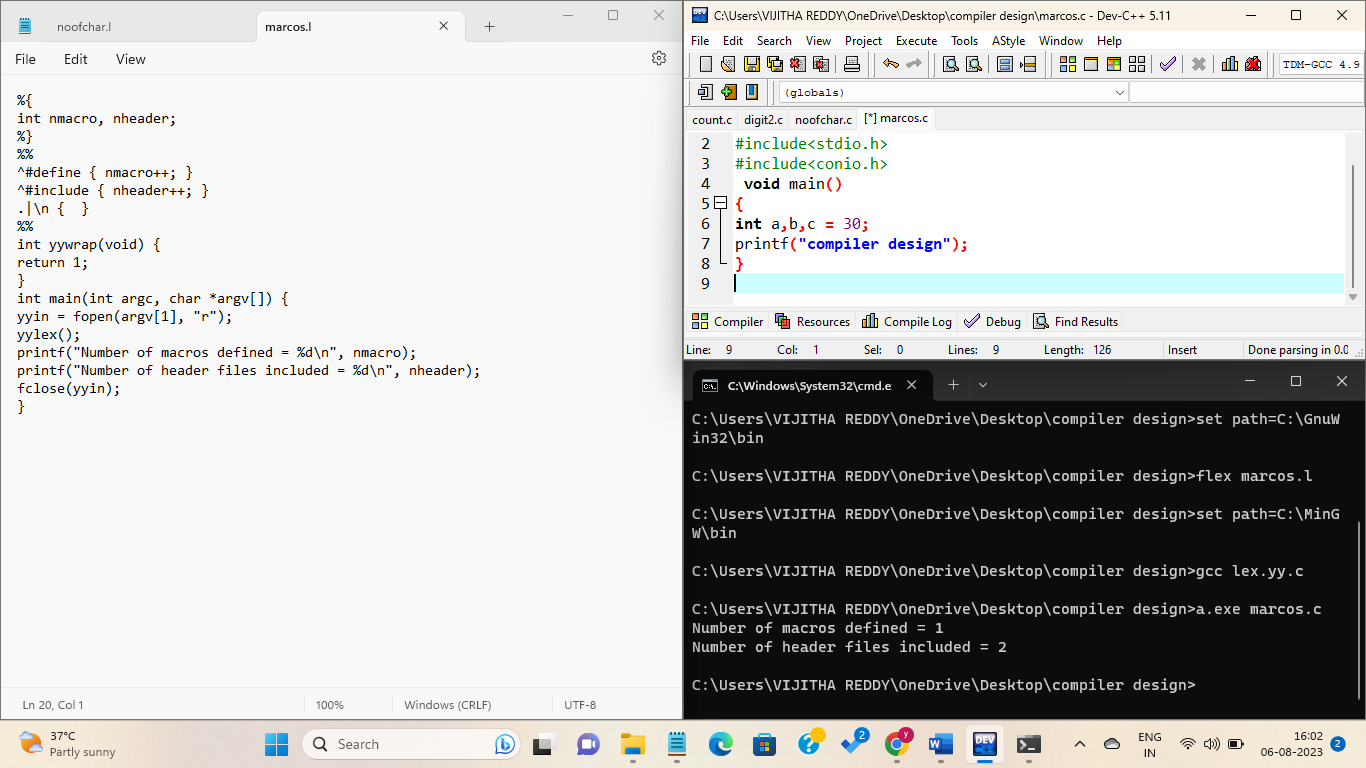 noofchar.l
marcos.l
File Edit View
%{
int nmacro, nheader;
%}
%%
^#define { nmacro++; }
^#include { nheader++; }
.|\n {  }
%%
int yywrap(void) {
return 1;
}
int main(int argc, char *argv[]) {
yyin = fopen(argv[1], "r");
yylex();
printf("Number of macros defined = %d\n", nmacro);
printf("Number of header files included = %d\n", nheader);
fclose(yyin);
}
Ln 20, Col 1 100% Windows (CRLF) UTF-8
C:\Users\VIJITHA REDDY\OneDrive\Desktop\compiler design\marcos.c - Dev-C++ 5.11
File Edit Search View Project Execute Tools AStyle Window Help
TDM-GCC 4.9
(globals)
count.c digit2.c noofchar.c [*] marcos.c
2 #include<stdio.h>
3 #include<conio.h>
4 void main()
5 {
6 int a,b,c = 30;
7 printf("compiler design");
8 }
9
Compiler Resources Compile Log Debug Find Results
Line: 9 Col: 1 Sel: 0 Lines: 9 Length: 126 Insert Done parsing in 0.0
C:\Windows\System32\cmd.e
C:\Users\VIJITHA REDDY\OneDrive\Desktop\compiler design>set path=C:\GnuW
in32\bin
C:\Users\VIJITHA REDDY\OneDrive\Desktop\compiler design>flex marcos.l
C:\Users\VIJITHA REDDY\OneDrive\Desktop\compiler design>set path=C:\MinG
W\bin
C:\Users\VIJITHA REDDY\OneDrive\Desktop\compiler design>gcc lex.yy.c
C:\Users\VIJITHA REDDY\OneDrive\Desktop\compiler design>a.exe marcos.c
Number of macros defined = 1
Number of header files included = 2
C:\Users\VIJITHA REDDY\OneDrive\Desktop\compiler design>
37°C
Partly sunny
Search
2
y
DEV
ENG
IN
16:02
06-08-2023
2